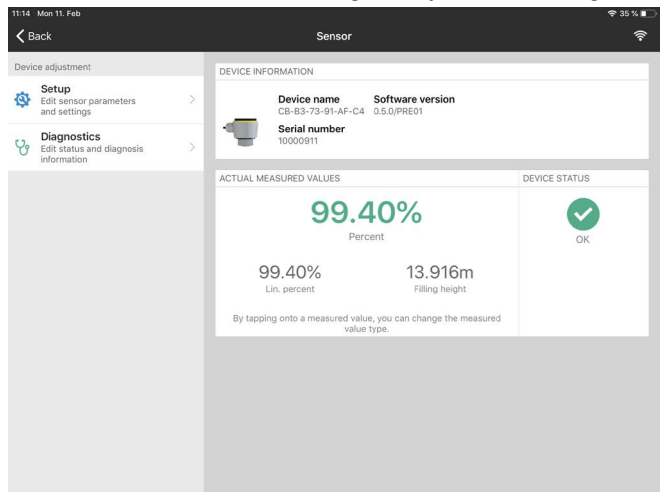 11:14 Mon 11. Feb
35 %
Back
Sensor
Device adjustment
Setup
Edit sensor parameters
and settings
Diagnostics
Edit status and diagnosis
information
DEVICE INFORMATION
Device name
CB-B3-73-91-AF-C4
Software version
0.5.0/PRE01
Serial number
10000911
ACTUAL MEASURED VALUES
99.40%
Percent
99.40%
Lin. percent
13.916m
Filling height
By tapping onto a measured value, you can change the measured
value type.
DEVICE STATUS
OK